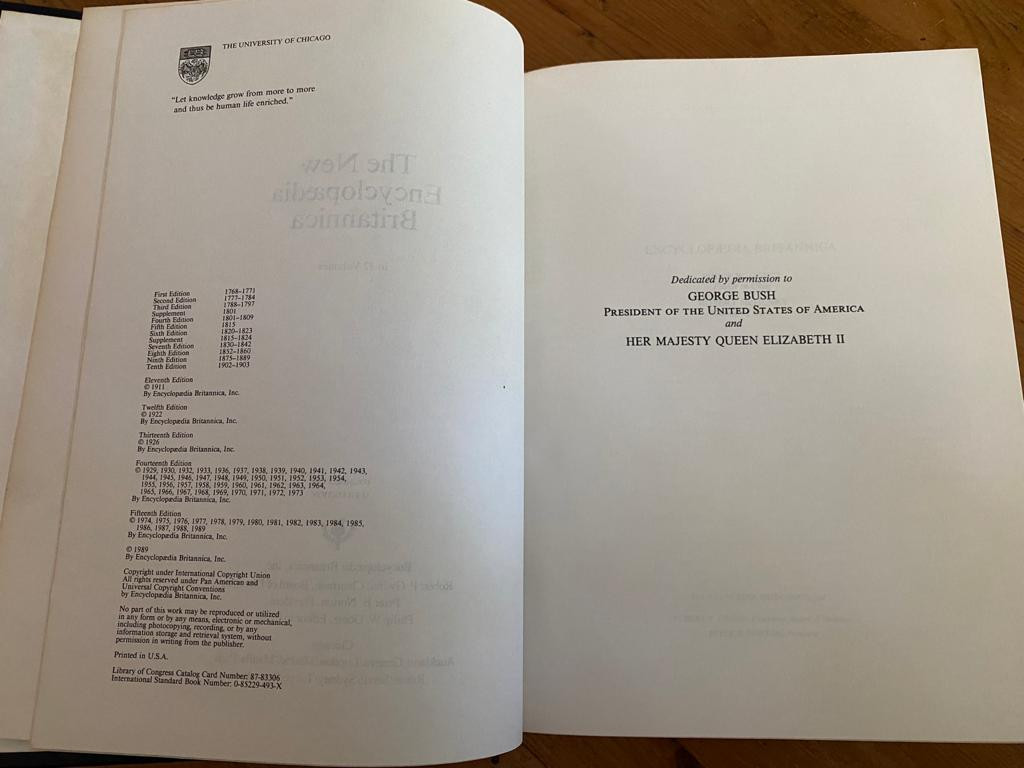 THE UNIVERSITY OF CHICAGO
"Let knowledge grow from more to more
and thus be human life enriched."
The New
Encyclopædia
Britannica
in 32 Volumes
First Edition 1768–1771
Second Edition 1777–1784
Third Edition 1788–1797
Supplement 1801
Fourth Edition 1801–1809
Fifth Edition 1815
Sixth Edition 1820–1823
Supplement 1815–1824
Seventh Edition 1830–1842
Eighth Edition 1852–1860
Ninth Edition 1875–1889
Tenth Edition 1902–1903
Eleventh Edition
© 1911
By Encyclopædia Britannica, Inc.
Twelfth Edition
© 1922
By Encyclopædia Britannica, Inc.
Thirteenth Edition
© 1926
By Encyclopædia Britannica, Inc.
Fourteenth Edition
© 1929, 1930, 1932, 1933, 1936, 1937, 1938, 1939, 1940, 1941, 1942, 1943,
1944, 1945, 1946, 1947, 1948, 1949, 1950, 1951, 1952, 1953, 1954,
1955, 1956, 1957, 1958, 1959, 1960, 1961, 1962, 1963, 1964,
1965, 1966, 1967, 1968, 1969, 1970, 1971, 1972, 1973
By Encyclopædia Britannica, Inc.
Fifteenth Edition
© 1974, 1975, 1976, 1977, 1978, 1979, 1980, 1981, 1982, 1983, 1984, 1985,
1986, 1987, 1988, 1989
By Encyclopædia Britannica, Inc.
© 1989
By Encyclopædia Britannica, Inc.
Copyright under International Copyright Union
All rights reserved under Pan American and
Universal Copyright Conventions
by Encyclopædia Britannica, Inc.
No part of this work may be reproduced or utilized
in any form or by any means, electronic or mechanical,
including photocopying, recording, or by any
information storage and retrieval system, without
permission in writing from the publisher.
Printed in U.S.A.
Library of Congress Catalog Card Number: 87-83306
International Standard Book Number: 0-85229-493-X
ENCYCLOPÆDIA BRITANNICA
Dedicated by permission to
GEORGE BUSH
PRESIDENT OF THE UNITED STATES OF AMERICA
and
HER MAJESTY QUEEN ELIZABETH II